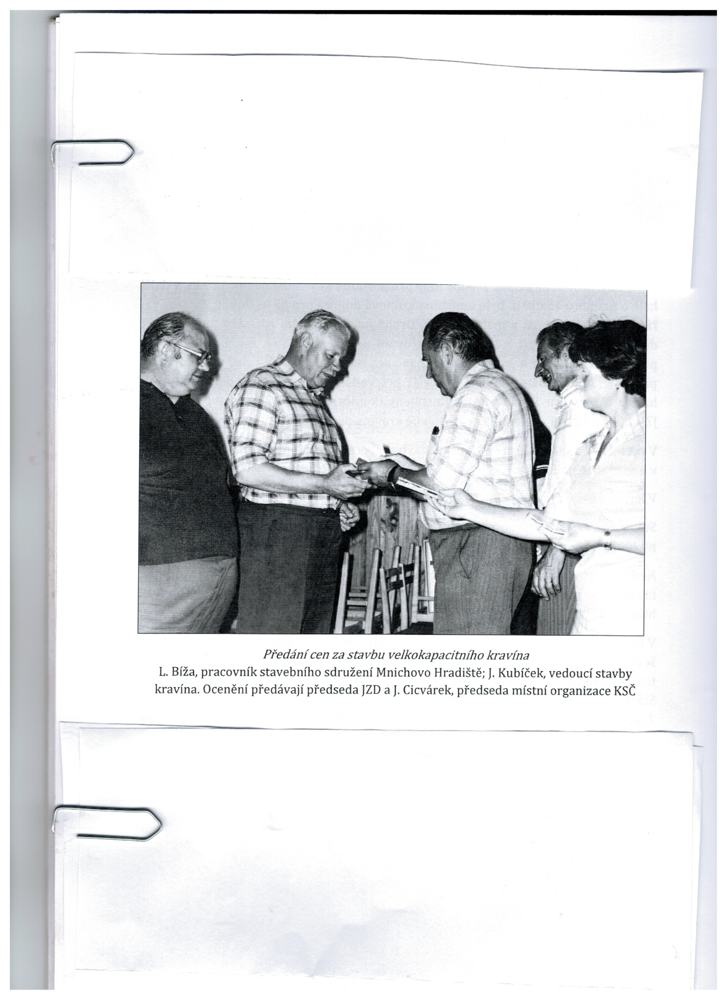 Předání cen za stavbu velkokapacitního kravína
L. Bíža, pracovník stavebního sdružení Mnichovo Hradiště; J. Kubíček, vedoucí stavby
kravína. Ocenění předávají předseda JZD a J. Cicvárek, předseda místní organizace KSČ